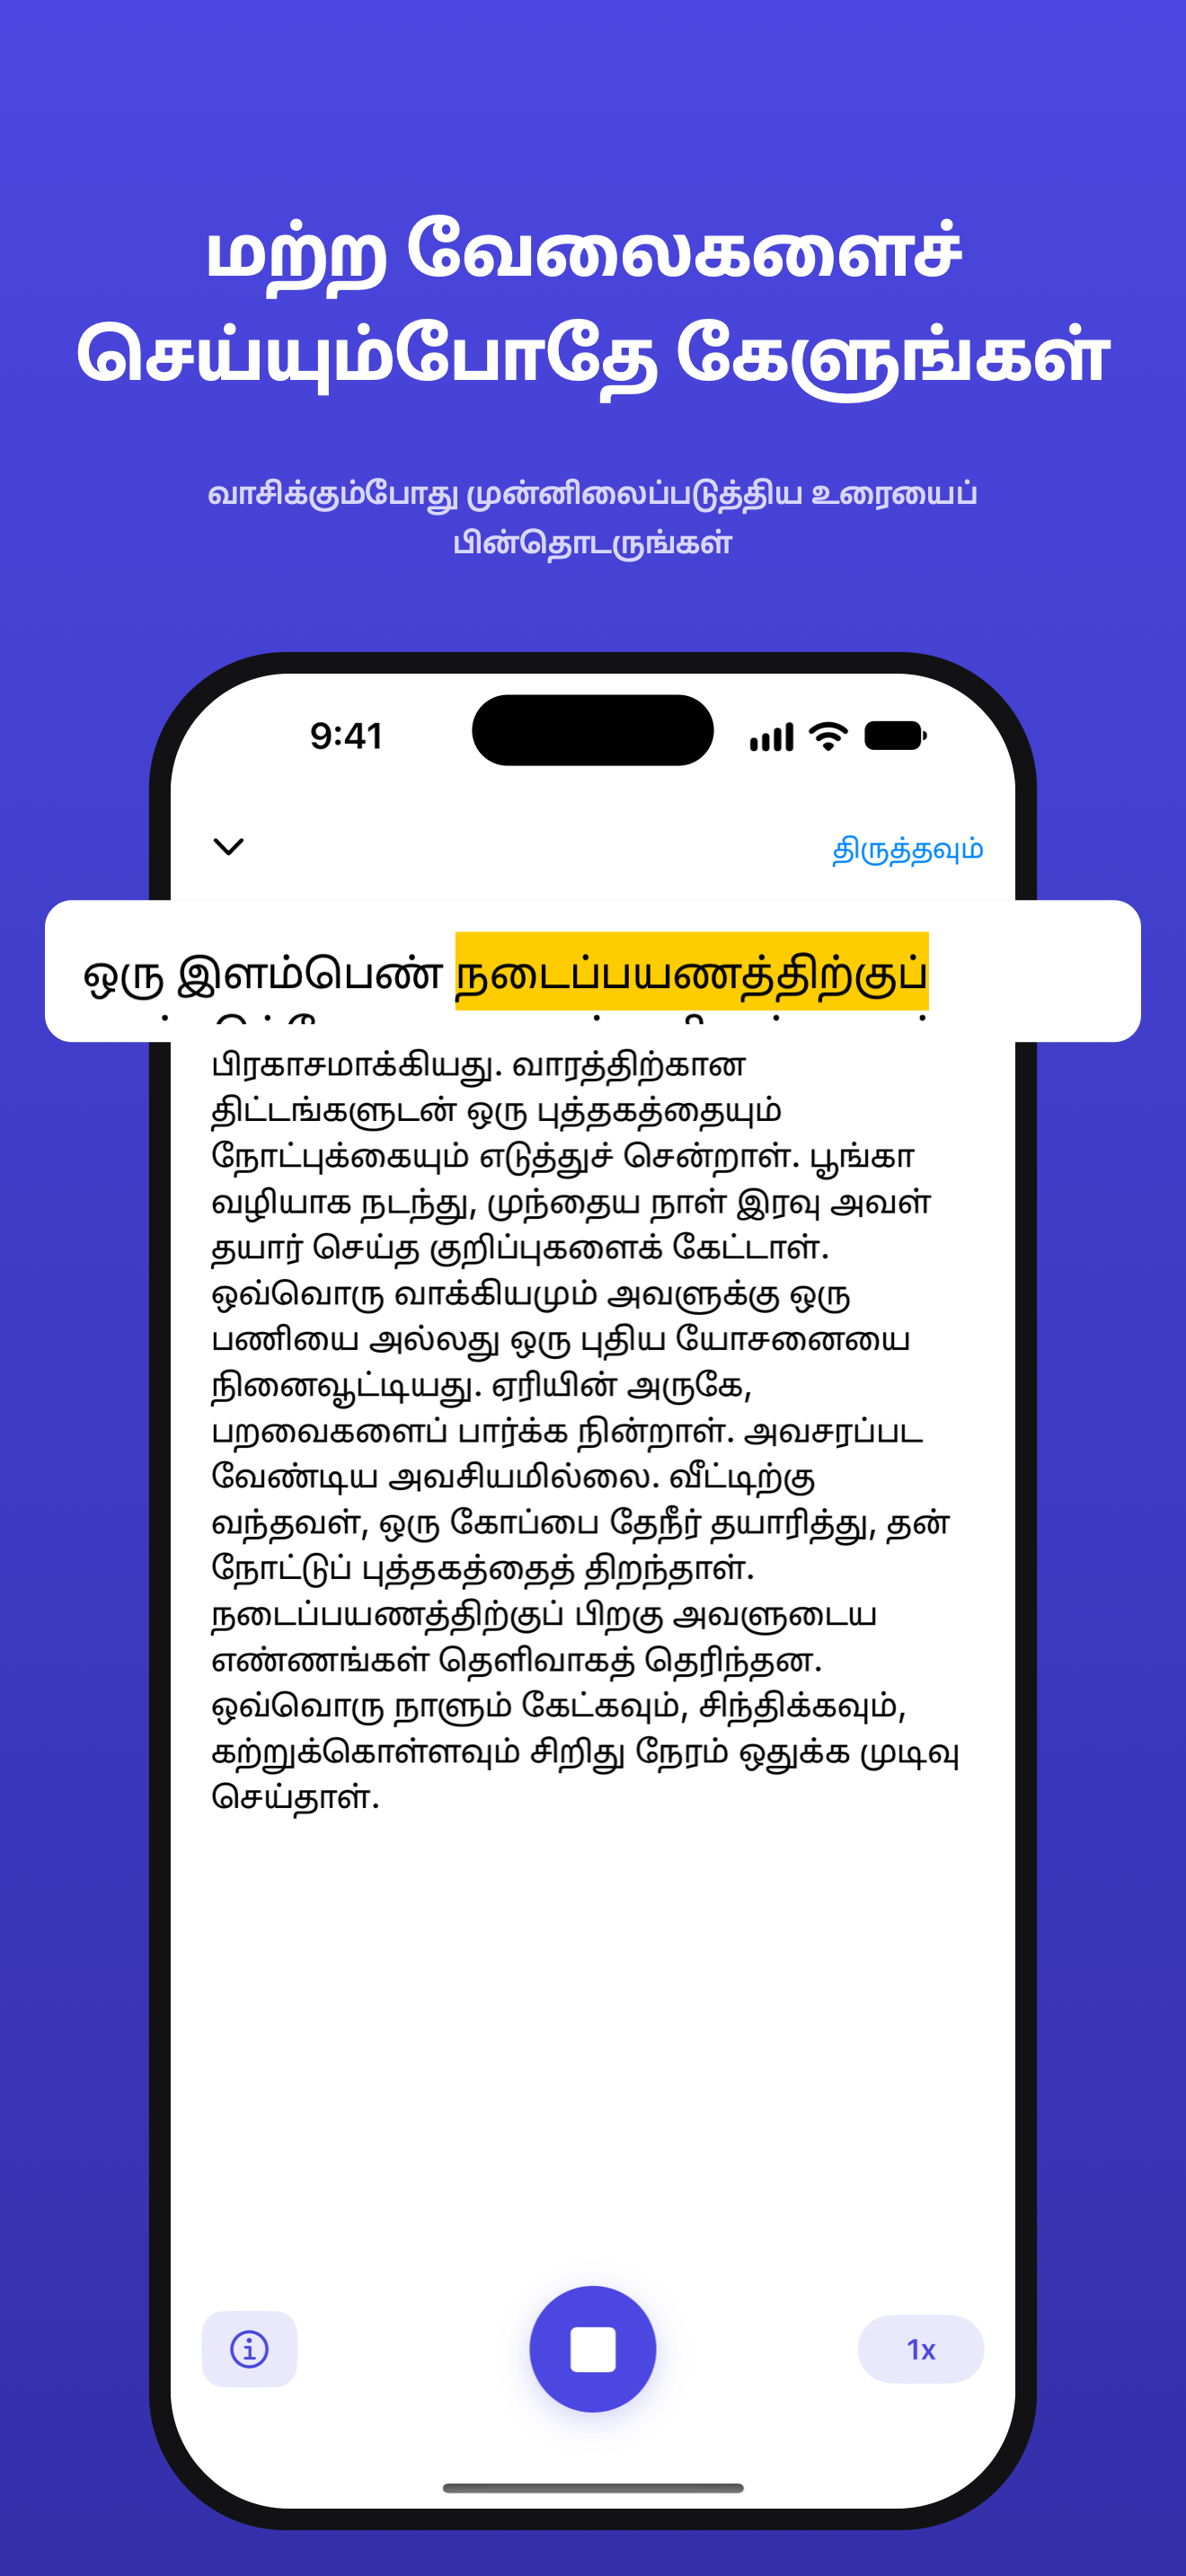 மற்ற வேலைகளைச்
செய்யும்போதே கேளுங்கள்
வாசிக்கும்போது முன்னிலைப்படுத்திய உரையைப்
பின்தொடருங்கள்
9:41
திருத்தவும்
ஒரு இளம்பெண் நடைப்பயணத்திற்குப்
பிரகாசமாக்கியது. வாரத்திற்கான
திட்டங்களுடன் ஒரு புத்தகத்தையும்
நோட்புக்கையும் எடுத்துச் சென்றாள். பூங்கா
வழியாக நடந்து, முந்தைய நாள் இரவு அவள்
தயார் செய்த குறிப்புகளைக் கேட்டாள்.
ஒவ்வொரு வாக்கியமும் அவளுக்கு ஒரு
பணியை அல்லது ஒரு புதிய யோசனையை
நினைவூட்டியது. ஏரியின் அருகே,
பறவைகளைப் பார்க்க நின்றாள். அவசரப்பட
வேண்டிய அவசியமில்லை. வீட்டிற்கு
வந்தவள், ஒரு கோப்பை தேநீர் தயாரித்து, தன்
நோட்டுப் புத்தகத்தைத் திறந்தாள்.
நடைப்பயணத்திற்குப் பிறகு அவளுடைய
எண்ணங்கள் தெளிவாகத் தெரிந்தன.
ஒவ்வொரு நாளும் கேட்கவும், சிந்திக்கவும்,
கற்றுக்கொள்ளவும் சிறிது நேரம் ஒதுக்க முடிவு
செய்தாள்.
1x